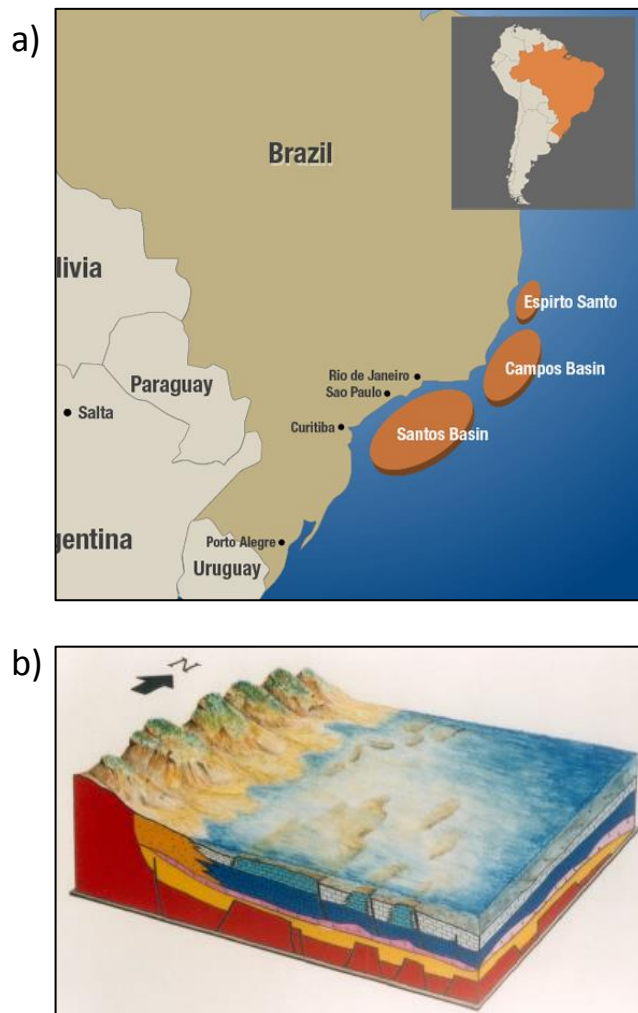 a)
Brazil
livia
Espirto Santo
Paraguay
Campos Basin
Rio de Janeiro
Sao Paulo
Salta
Curitiba
Santos Basin
gentina
Porto Alegre
Uruguay
b)
N